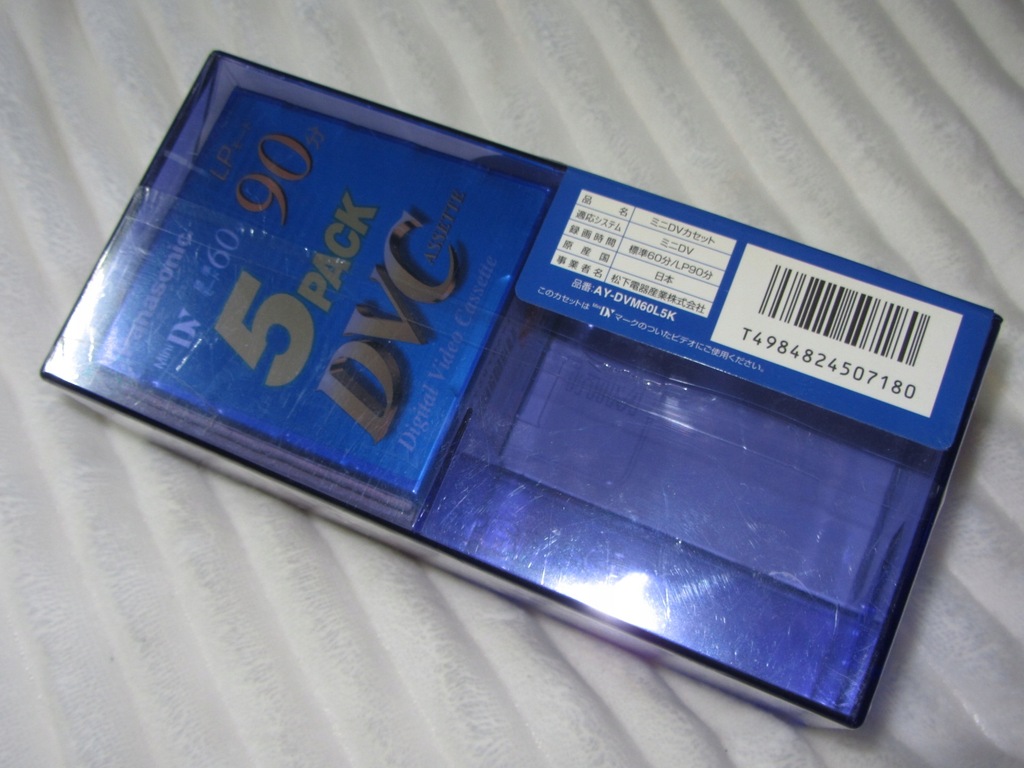 LP
90分
Panasonic
:60
Mini DV
5 PACK
DVC
ASSETTE
Digital Video Cassette
品 名 ミニDVカセット
適応システム ミニDV
録画時間 標準60分/LP90分
原産国 日本
事業者名 松下電器産業株式会社
品番:AY-DVM60L5K
このカセットは Mini DV マークのついたビデオにご使用ください。
T4984824507180